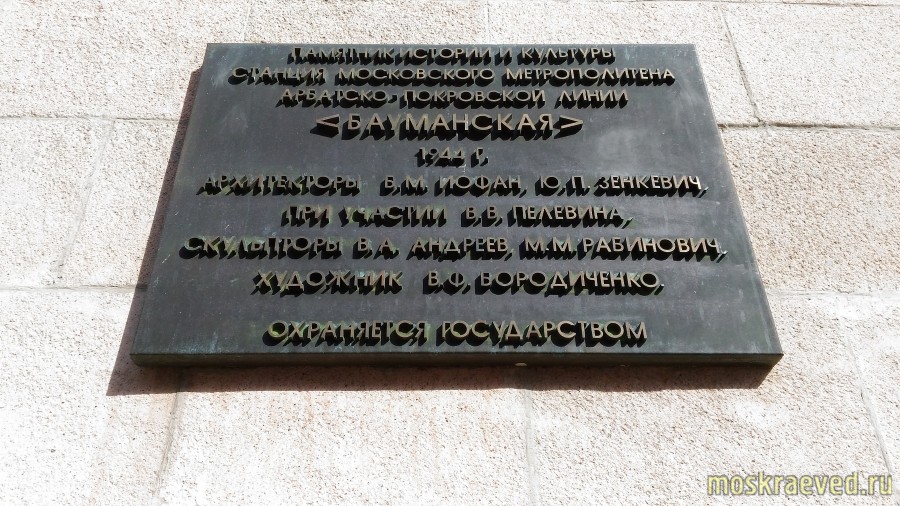 ПАМЯТНИК ИСТОРИИ И КУЛЬТУРЫ
СТАНЦИЯ МОСКОВСКОГО МЕТРОПОЛИТЕНА
АРБАТСКО-ПОКРОВСКОЙ ЛИНИИ
<БАУМАНСКАЯ>
1944 Г.
АРХИТЕКТОРЫ Б.М. ИОФАН, Ю.П. ЗЕНКЕВИЧ,
ПРИ УЧАСТИИ В.В. ПЕЛЕВИНА,
СКУЛЬПТОРЫ В.А. АНДРЕЕВ, М.М. РАБИНОВИЧ.
ХУДОЖНИК В.Ф. БОРОДИЧЕНКО.
ОХРАНЯЕТСЯ ГОСУДАРСТВОМ
moskraeved.ru